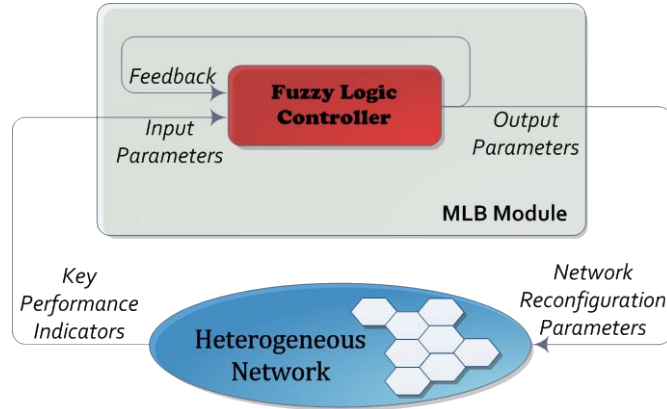 Feedback
Fuzzy Logic
Controller
Input
Parameters
Output
Parameters
MLB Module
Key
Performance
Indicators
Network
Reconfiguration
Parameters
Heterogeneous
Network